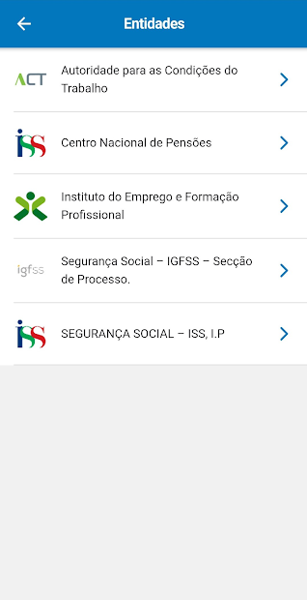 Entidades
ACT
Autoridade para as Condições do
Trabalho
iss
Centro Nacional de Pensões
Instituto do Emprego e Formação
Profissional
igfss
Segurança Social – IGFSS – Secção
de Processo.
iss
SEGURANÇA SOCIAL – ISS, I.P